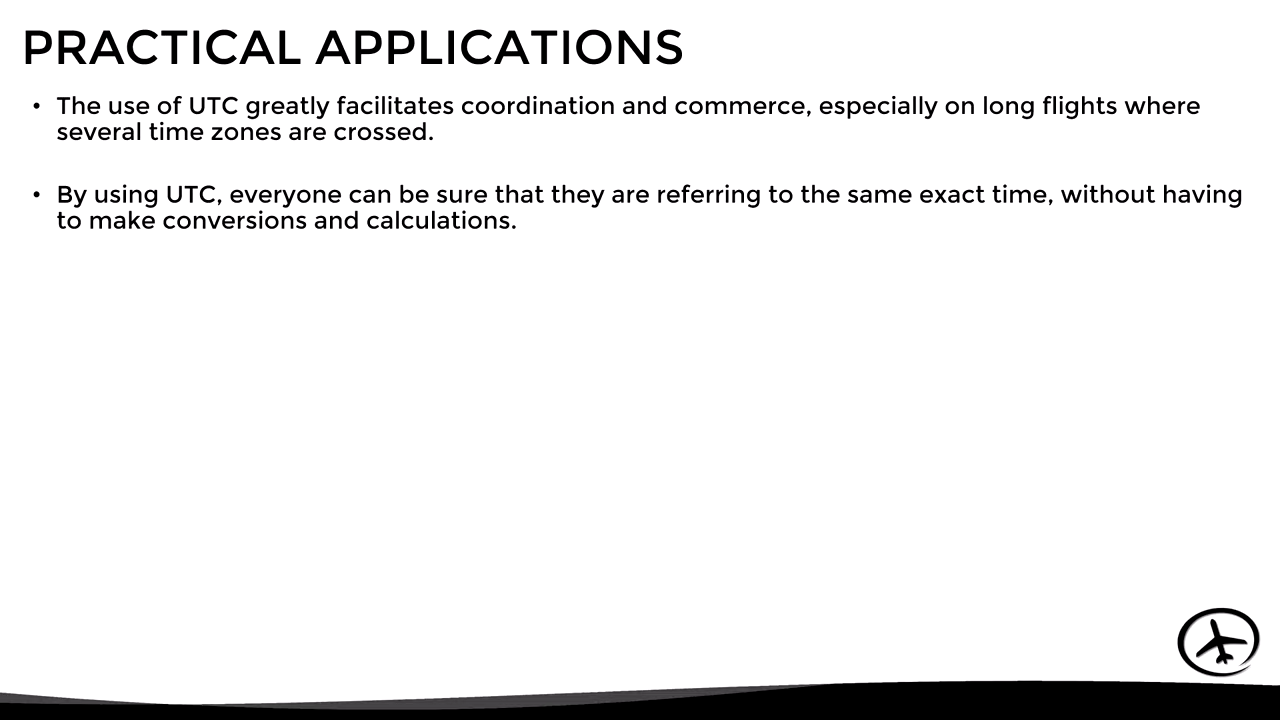 PRACTICAL APPLICATIONS
• The use of UTC greatly facilitates coordination and commerce, especially on long flights where
several time zones are crossed.
• By using UTC, everyone can be sure that they are referring to the same exact time, without having
to make conversions and calculations.